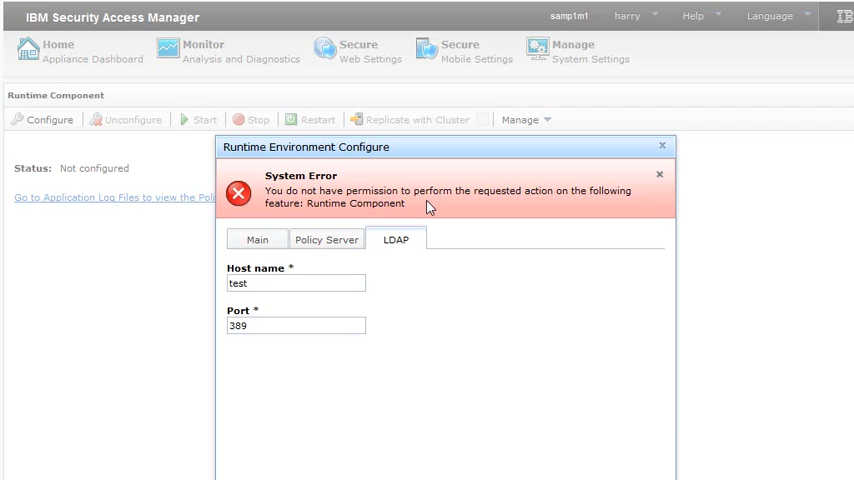 IBM Security Access Manager
samp1m1 harry Help Language
Home
Appliance Dashboard
Monitor
Analysis and Diagnostics
Secure
Web Settings
Secure
Mobile Settings
Manage
System Settings
Runtime Component
Configure Unconfigure Start Stop Restart Replicate with Cluster Manage
Status: Not configured
Go to Application Log Files to view the Poli
Runtime Environment Configure
System Error
You do not have permission to perform the requested action on the following
feature: Runtime Component
Main Policy Server LDAP
Host name *
test
Port *
389